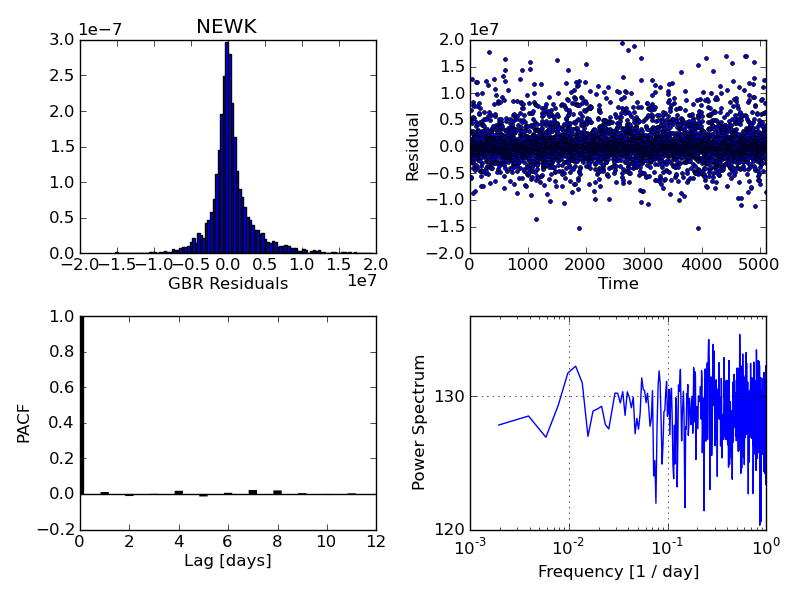 NEWK
1e−7
3.0
2.5
2.0
1.5
1.0
0.5
0.0
−2.0 −1.5 −1.0 −0.5 0.0 0.5 1.0 1.5 2.0
GBR Residuals
1e7
1e7
2.0
1.5
1.0
0.5
0.0
−0.5
−1.0
−1.5
−2.0
Residual
0 1000 2000 3000 4000 5000
Time
1.0
0.8
0.6
0.4
0.2
0.0
−0.2
PACF
0 2 4 6 8 10 12
Lag [days]
130
120
Power Spectrum
10-3 10-2 10-1 100
Frequency [1 / day]